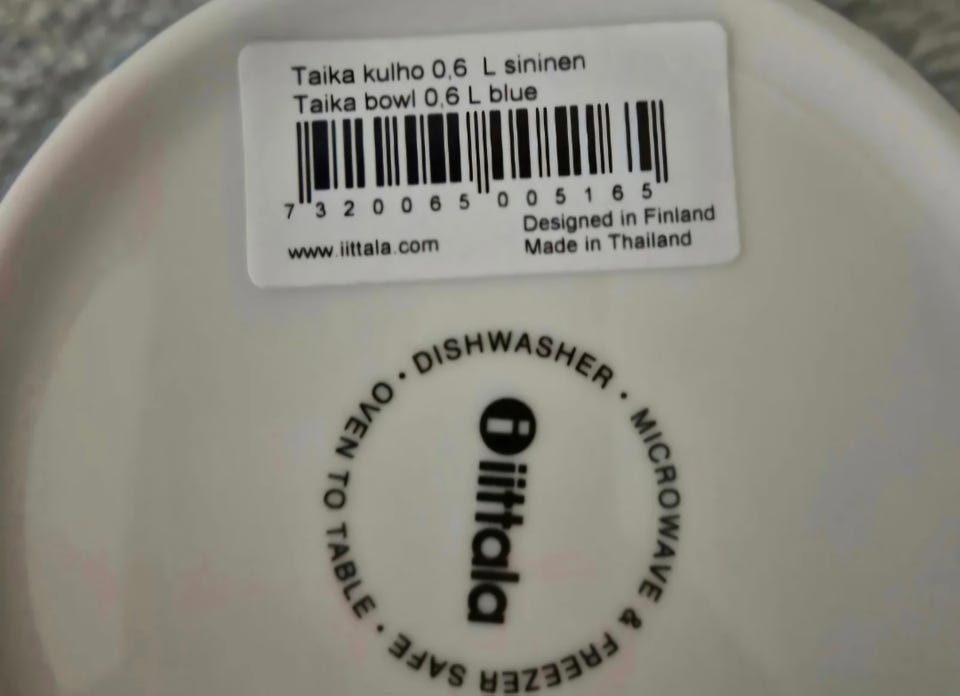 Taika kulho 0,6 L sininen
Taika bowl 0,6 L blue
7 320065 005165
Designed in Finland
www.iittala.com Made in Thailand
OVEN TO TABLE • DISHWASHER • MICROWAVE & FREEZER SAFE •
i iittala